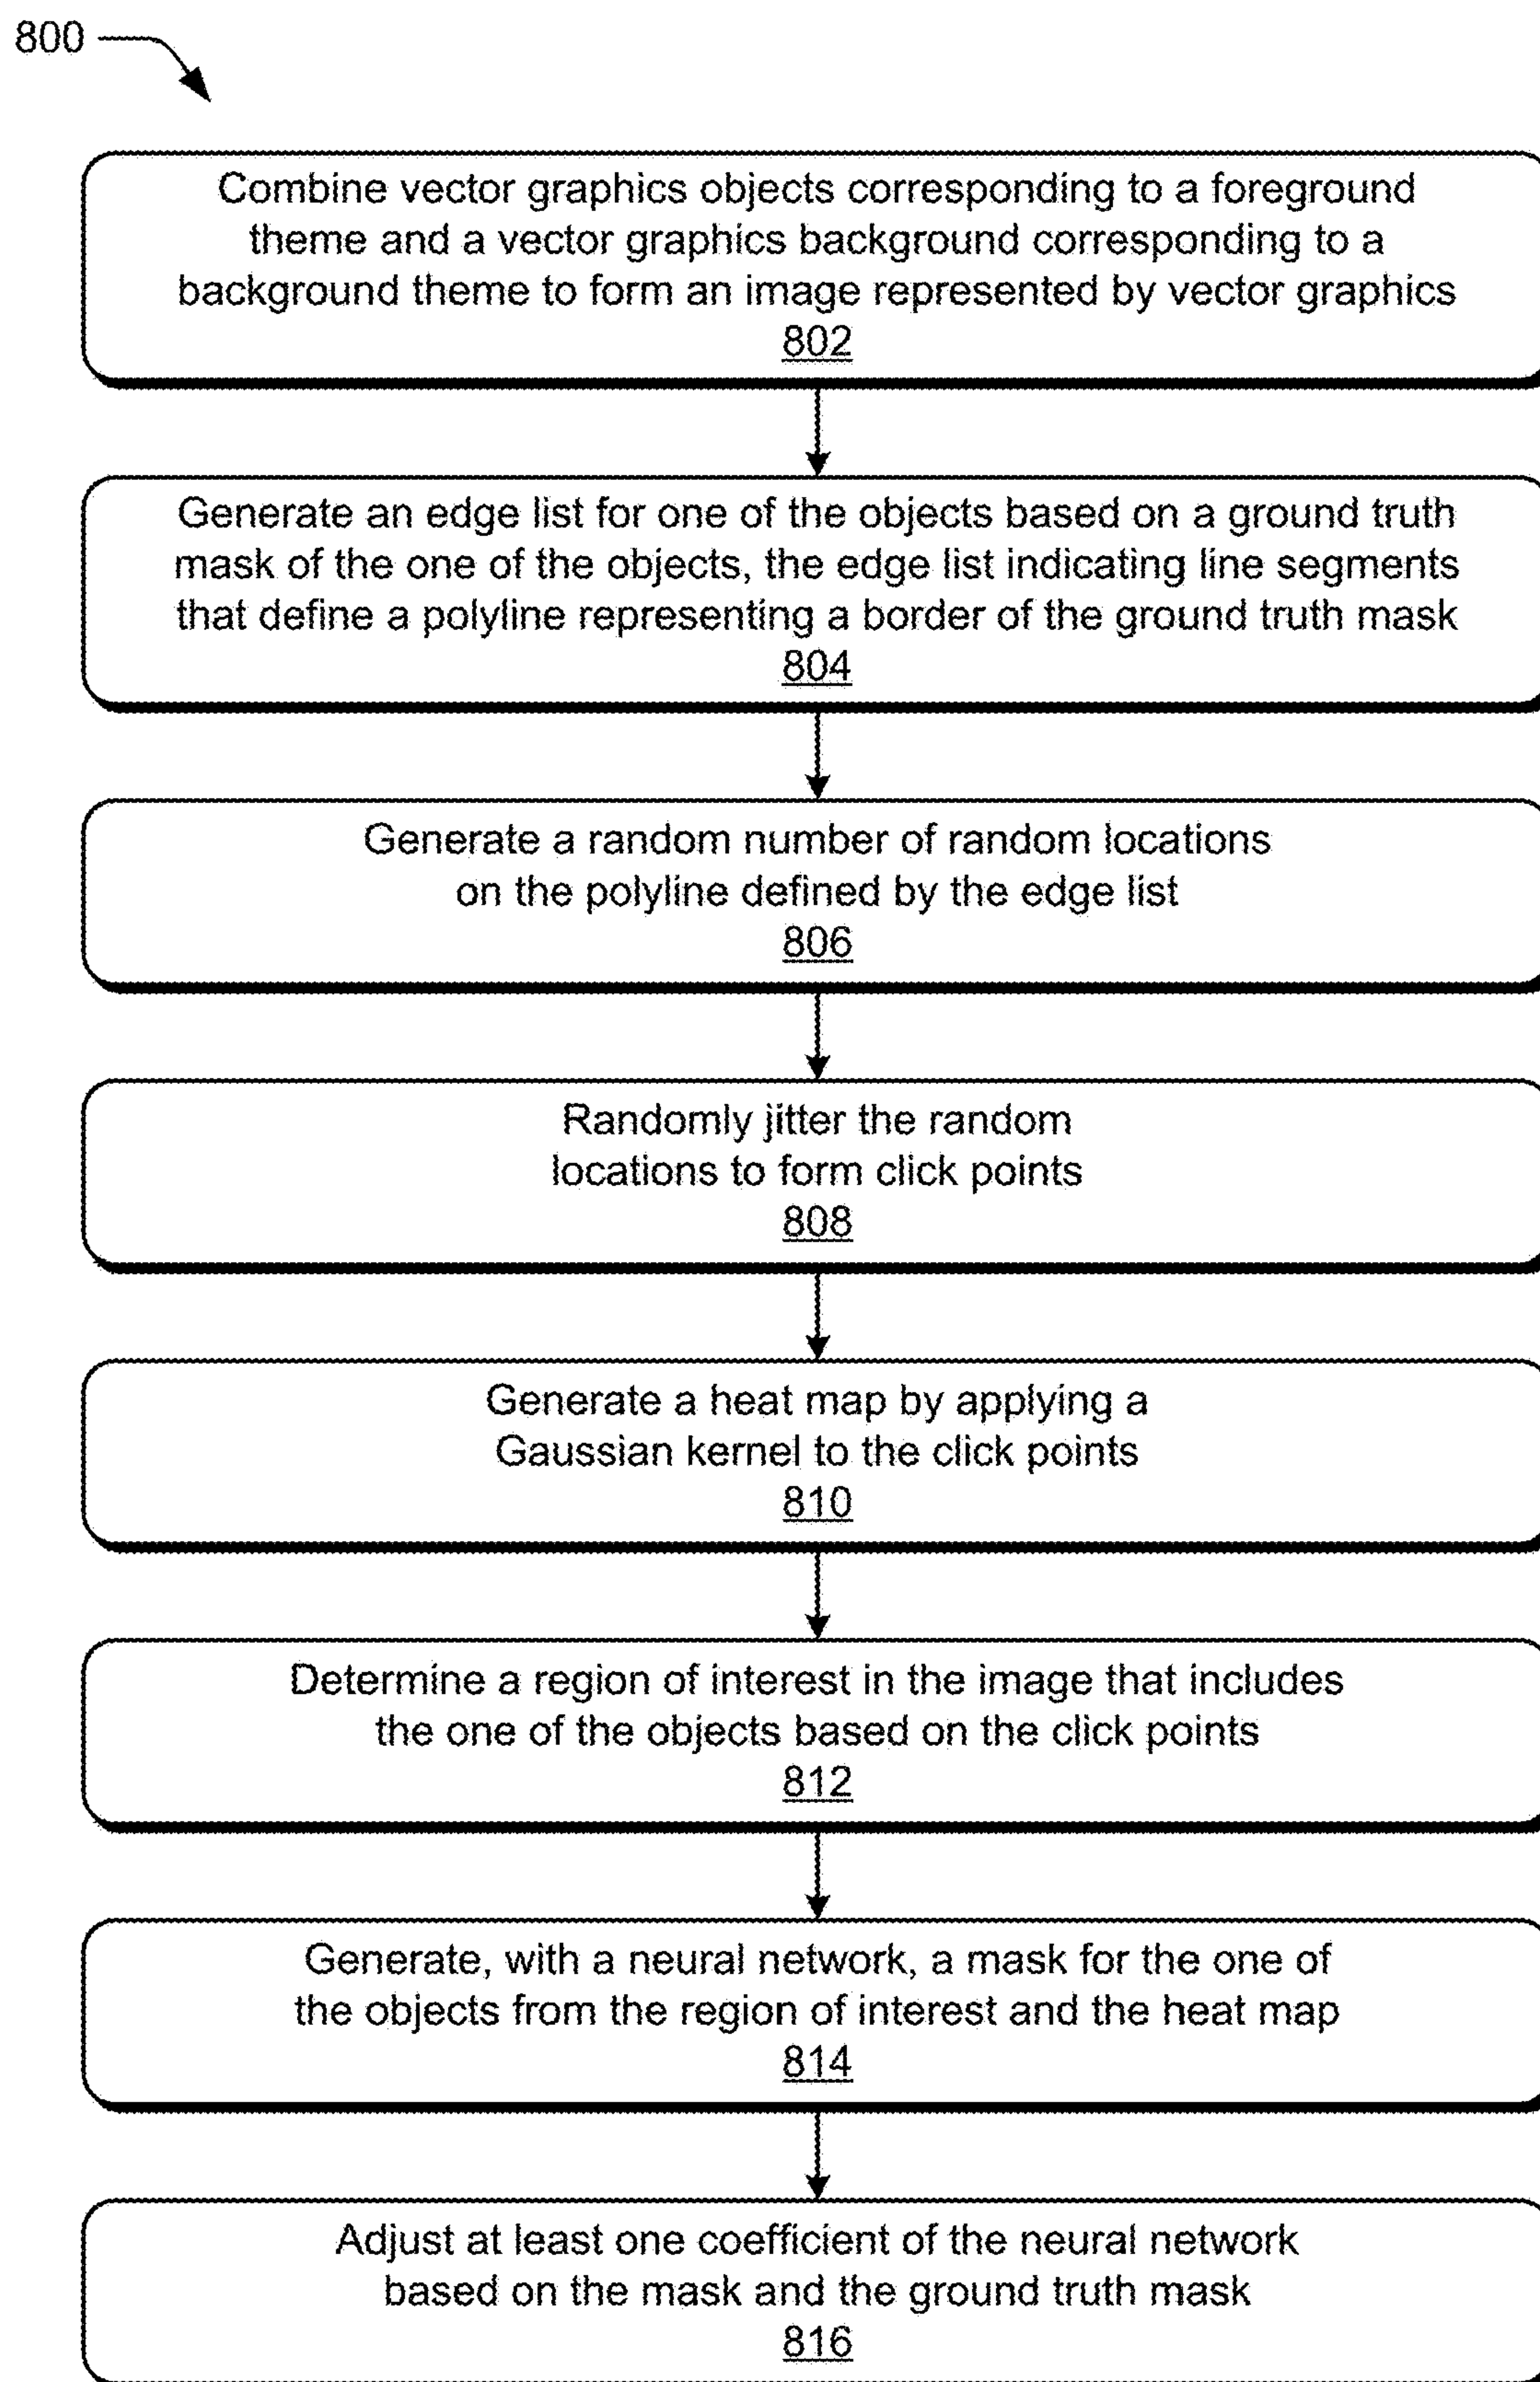 800
Combine vector graphics objects corresponding to a foreground
theme and a vector graphics background corresponding to a
background theme to form an image represented by vector graphics
802
Generate an edge list for one of the objects based on a ground truth
mask of the one of the objects, the edge list indicating line segments
that define a polyline representing a border of the ground truth mask
804
Generate a random number of random locations
on the polyline defined by the edge list
806
Randomly jitter the random
locations to form click points
808
Generate a heat map by applying a
Gaussian kernel to the click points
810
Determine a region of interest in the image that includes
the one of the objects based on the click points
812
Generate, with a neural network, a mask for the one of
the objects from the region of interest and the heat map
814
Adjust at least one coefficient of the neural network
based on the mask and the ground truth mask
816